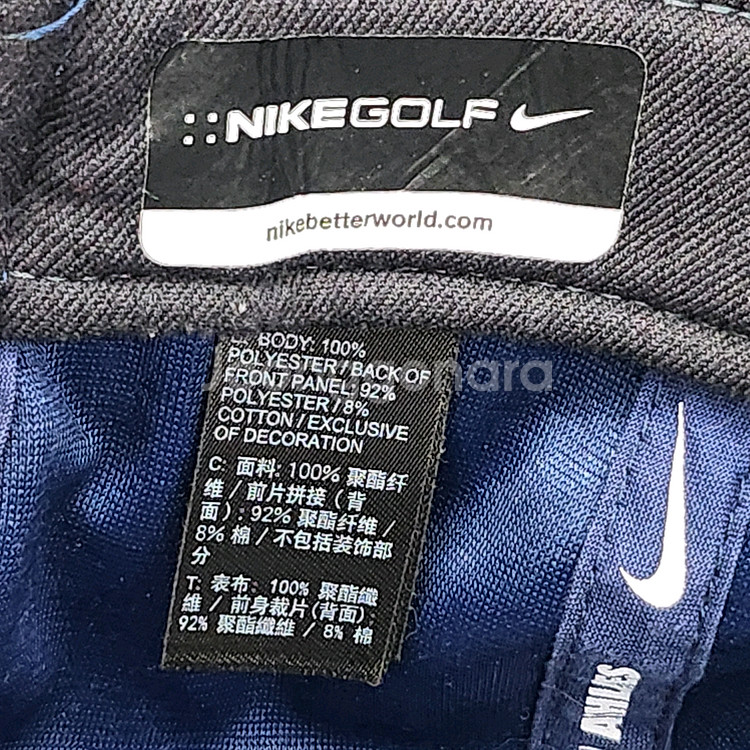 NIKEGOLF
nikebetterworld.com
BODY: 100%
POLYESTER / BACK OF
FRONT PANEL: 92%
POLYESTER / 8%
COTTON / EXCLUSIVE
OF DECORATION
C: 面料: 100% 聚酯纤
维 / 前片拼接 (背
面) : 92% 聚酯纤维 /
8% 棉 / 不包括装饰部
分
T: 表布: 100% 聚酯纖
維 / 前身裁片(背面)
92% 聚酯纖維 / 8% 棉